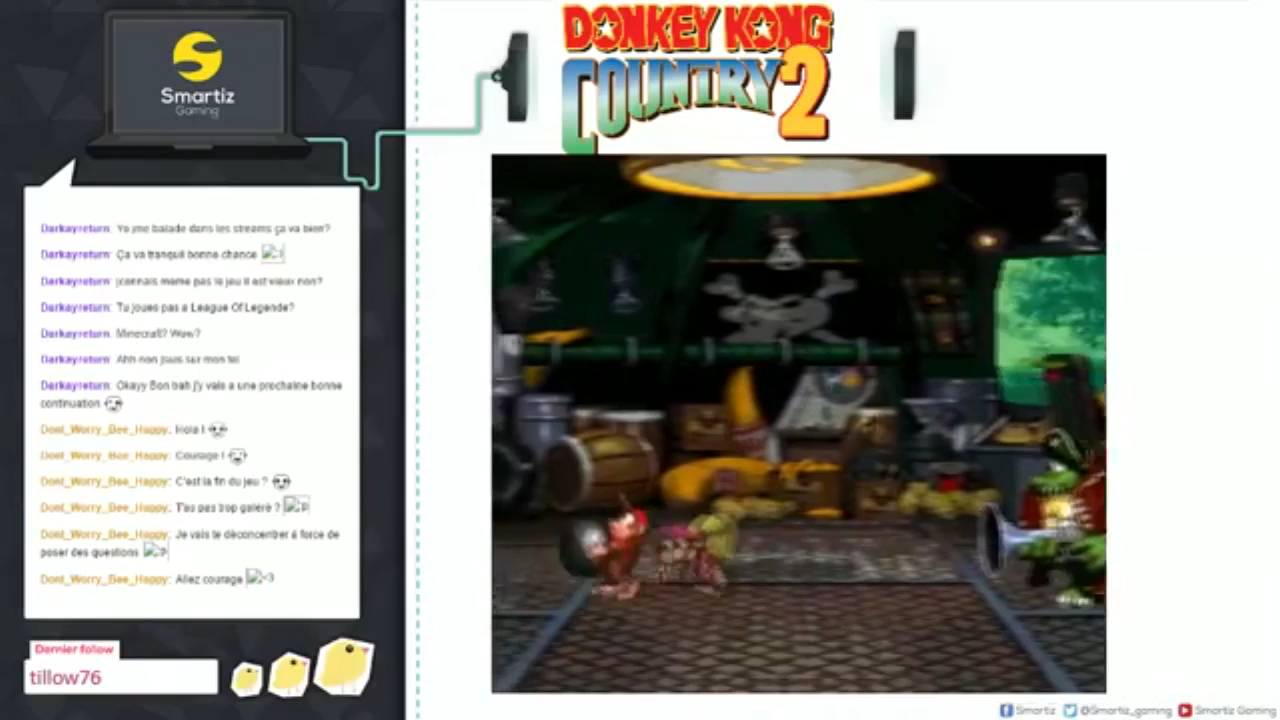 Smartiz
Gaming
DONKEY KONG
COUNTRY 2
Darkayreturn: Yo jme balade dans les streams ça va bien?
Darkayreturn: Ça va tranquil bonne chance
Darkayreturn: jconnais meme pas le jeu il est vieux non?
Darkayreturn: Tu joues pas a League Of Legende?
Darkayreturn: Minecraft? Wow?
Darkayreturn: Ahh non jsuis sur mon tel
Darkayreturn: Okayy Bon bah j'y vais a une prochaine bonne
continuation
Dont_Worry_Bee_Happy: Hola !
Dont_Worry_Bee_Happy: Courage !
Dont_Worry_Bee_Happy: C'est la fin du jeu ?
Dont_Worry_Bee_Happy: T'as pas trop galéré ?
Dont_Worry_Bee_Happy: Je vais te déconcentrer à force de
poser des questions
Dont_Worry_Bee_Happy: Allez courage <3
Dernier follow
tillow76
Smartiz @Smartiz_gaming Smartiz Gaming